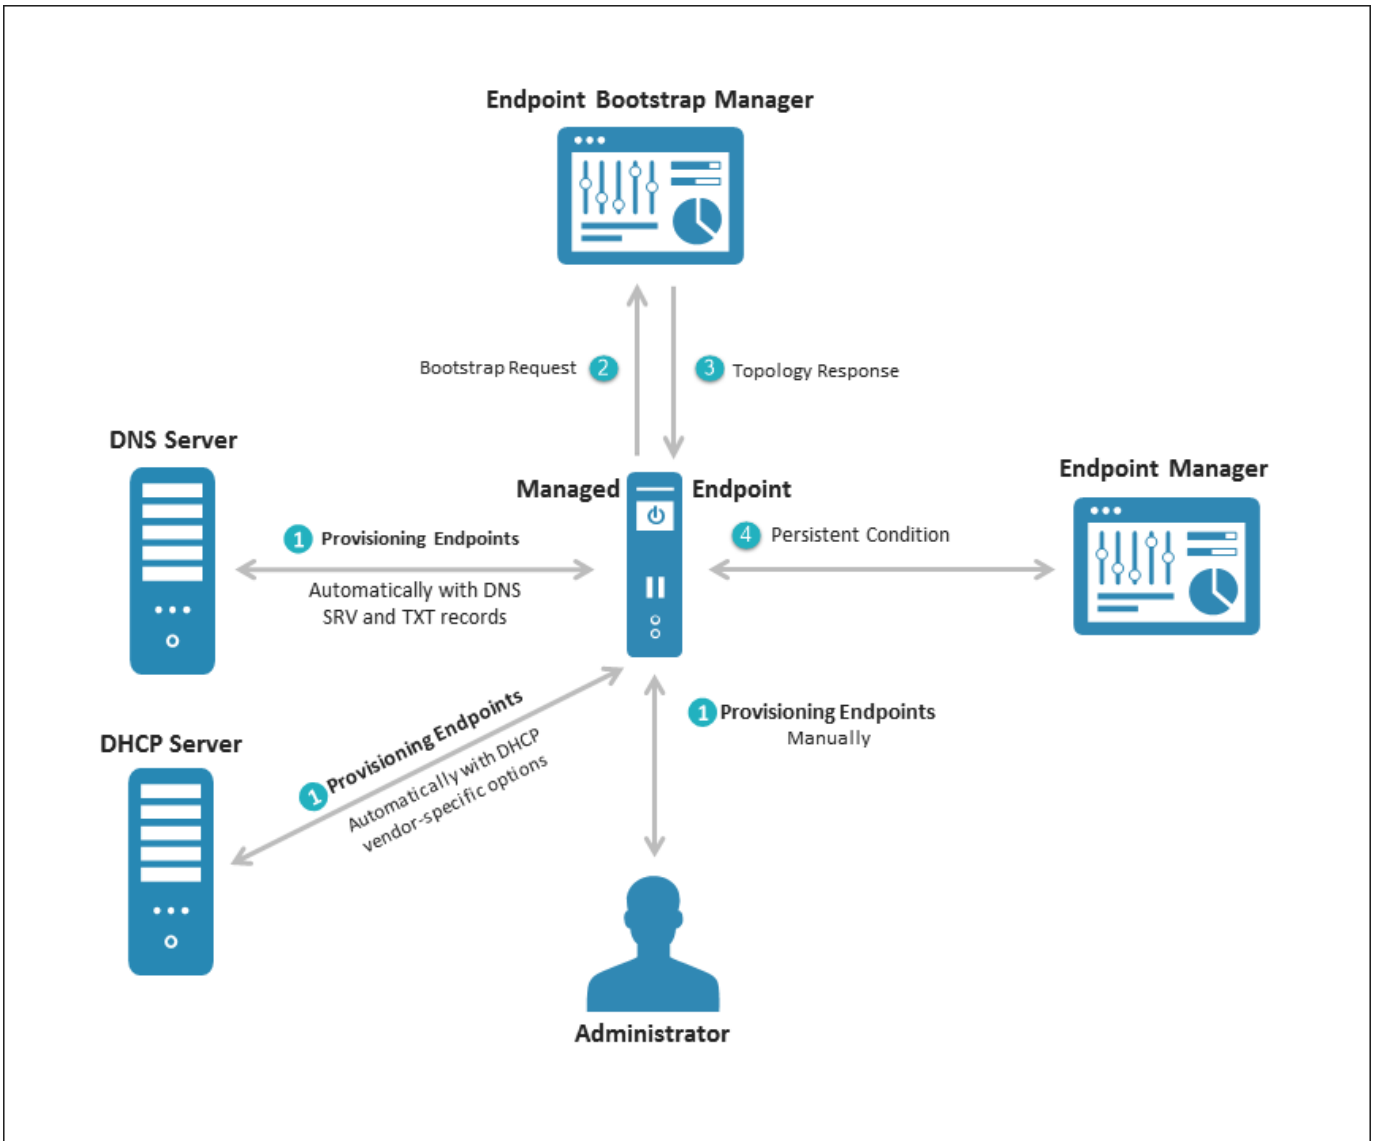 Endpoint Bootstrap Manager
Bootstrap Request 2
3 Topology Response
DNS Server
Endpoint Manager
Managed Endpoint
1 Provisioning Endpoints
Automatically with DNS
SRV and TXT records
4 Persistent Condition
DHCP Server
1 Provisioning Endpoints
Automatically with DHCP
vendor-specific options
1 Provisioning Endpoints
Manually
Administrator